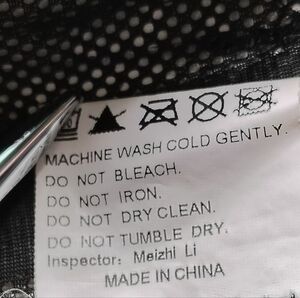 MACHINE WASH COLD GENTLY.
DO NOT BLEACH.
DO NOT IRON.
DO NOT DRY CLEAN.
DO NOT TUMBLE DRY.
Inspector: Meizhi Li
MADE IN CHINA